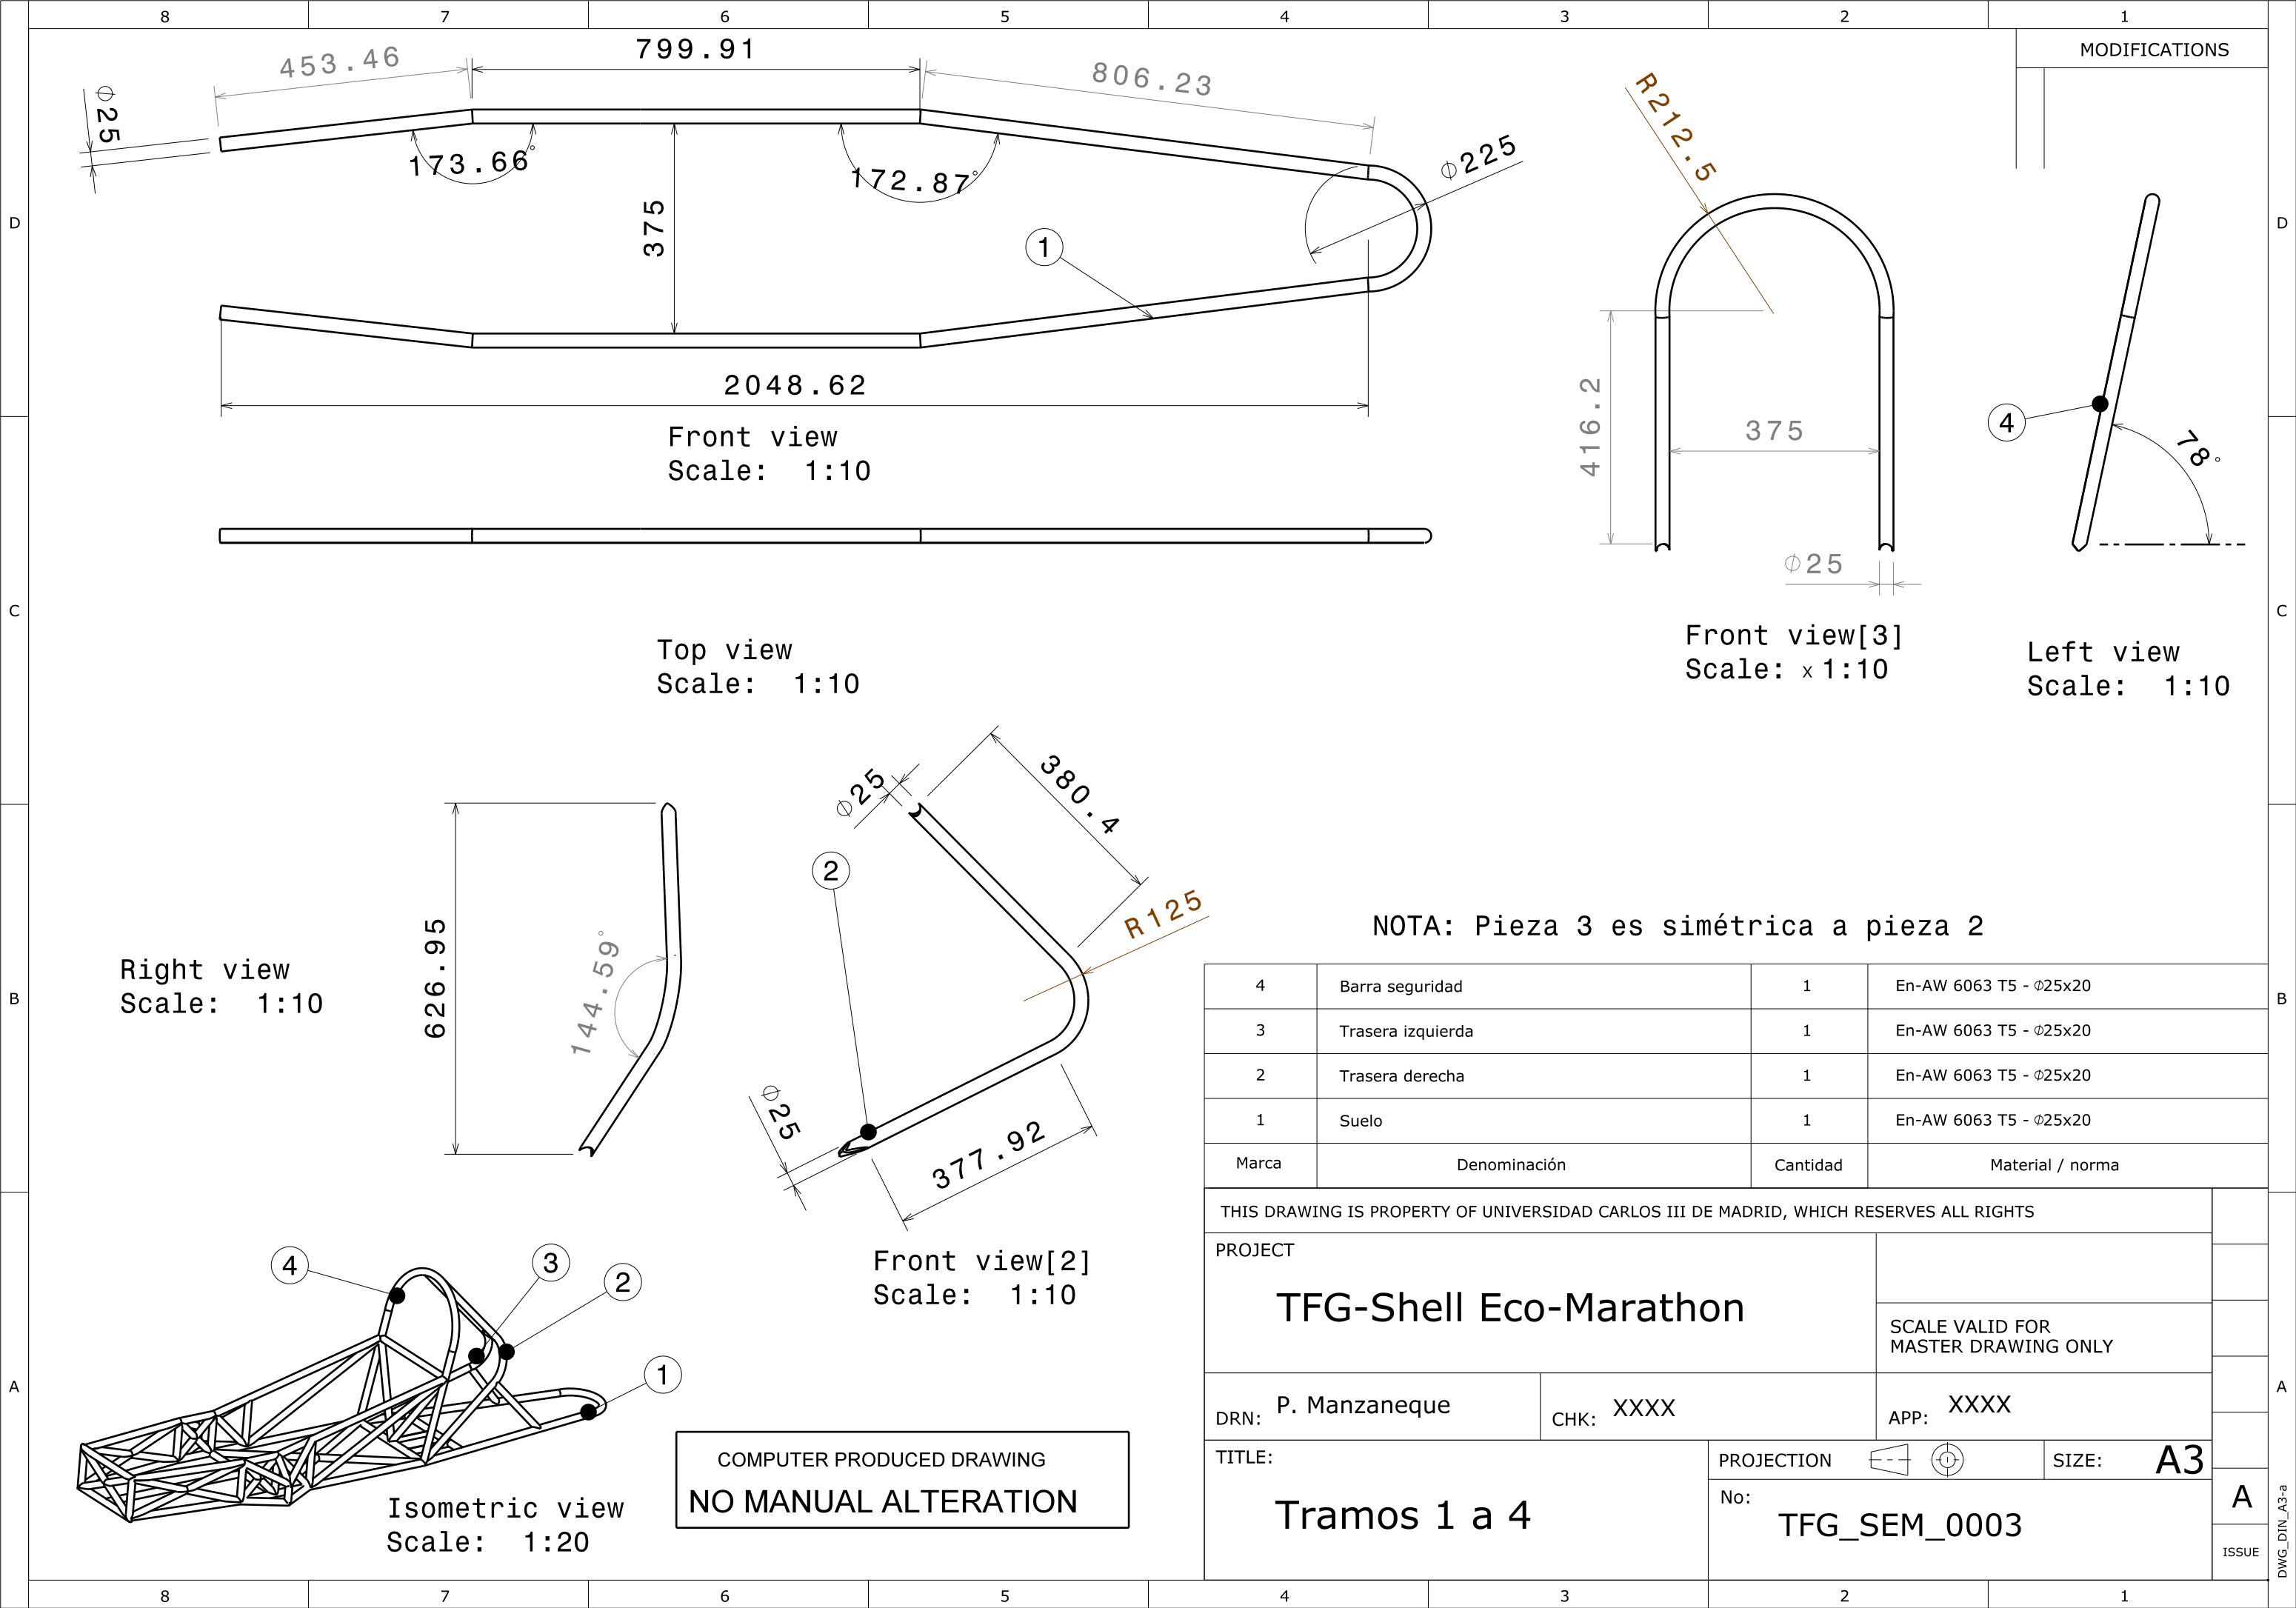 8 7 6 5 4 3 2 1
MODIFICATIONS
453.46
799.91
806.23
∅25
173.66°
172.87°
375
∅225
1
2048.62
Front view
Scale: 1:10
R212.5
416.2
375
∅25
4
78°
D
D
C
C
Top view
Scale: 1:10
Front view[3]
Scale: x 1:10
Left view
Scale: 1:10
Right view
Scale: 1:10
626.95
144.59°
∅25
380.4
2
R125
∅25
377.92
Front view[2]
Scale: 1:10
B
B
NOTA: Pieza 3 es simétrica a pieza 2
4 Barra seguridad 1 En-AW 6063 T5 - ∅25x20
3 Trasera izquierda 1 En-AW 6063 T5 - ∅25x20
2 Trasera derecha 1 En-AW 6063 T5 - ∅25x20
1 Suelo 1 En-AW 6063 T5 - ∅25x20
Marca Denominación Cantidad Material / norma
THIS DRAWING IS PROPERTY OF UNIVERSIDAD CARLOS III DE MADRID, WHICH RESERVES ALL RIGHTS
PROJECT
TFG-Shell Eco-Marathon
SCALE VALID FOR
MASTER DRAWING ONLY
DRN: P. Manzaneque
CHK: XXXX
APP: XXXX
TITLE:
Tramos 1 a 4
PROJECTION
SIZE: A3
No:
TFG_SEM_0003
A
ISSUE
DWG_DIN_A3-a
A
A
4
3
2
1
Isometric view
Scale: 1:20
COMPUTER PRODUCED DRAWING
NO MANUAL ALTERATION
8 7 6 5 4 3 2 1